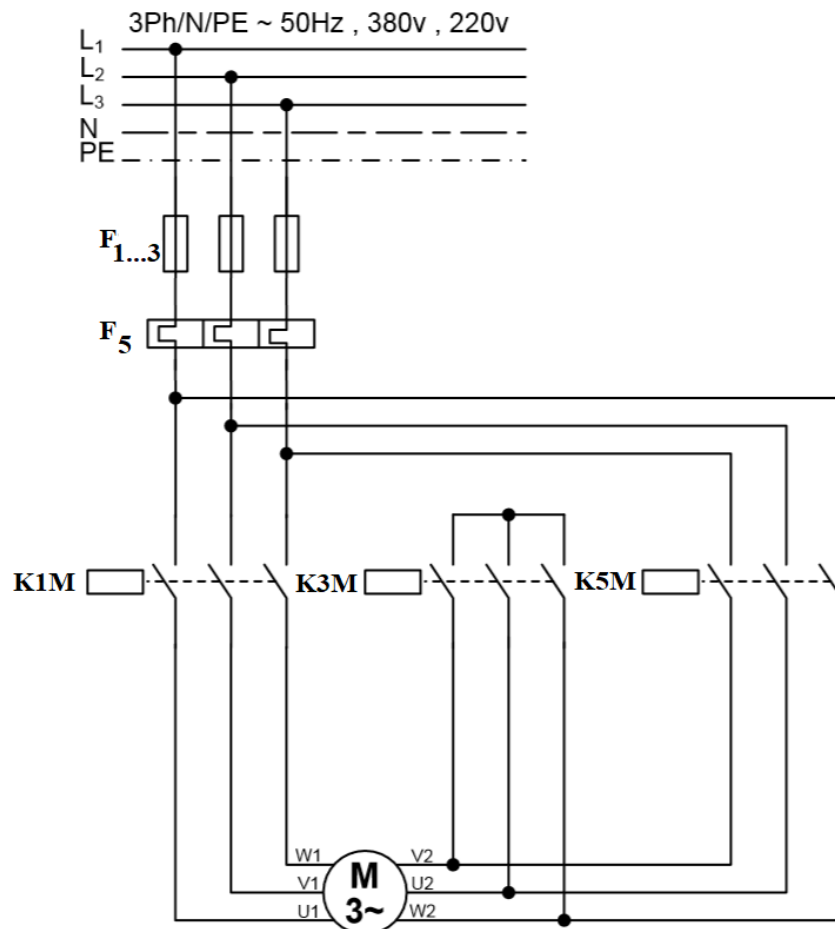 3Ph/N/PE ~ 50Hz , 380v , 220v
L₁
L₂
L₃
N
PE
F₁...₃
F₅
K1M
K3M
K5M
W1
V2
V1
U2
U1
W2
M
3~